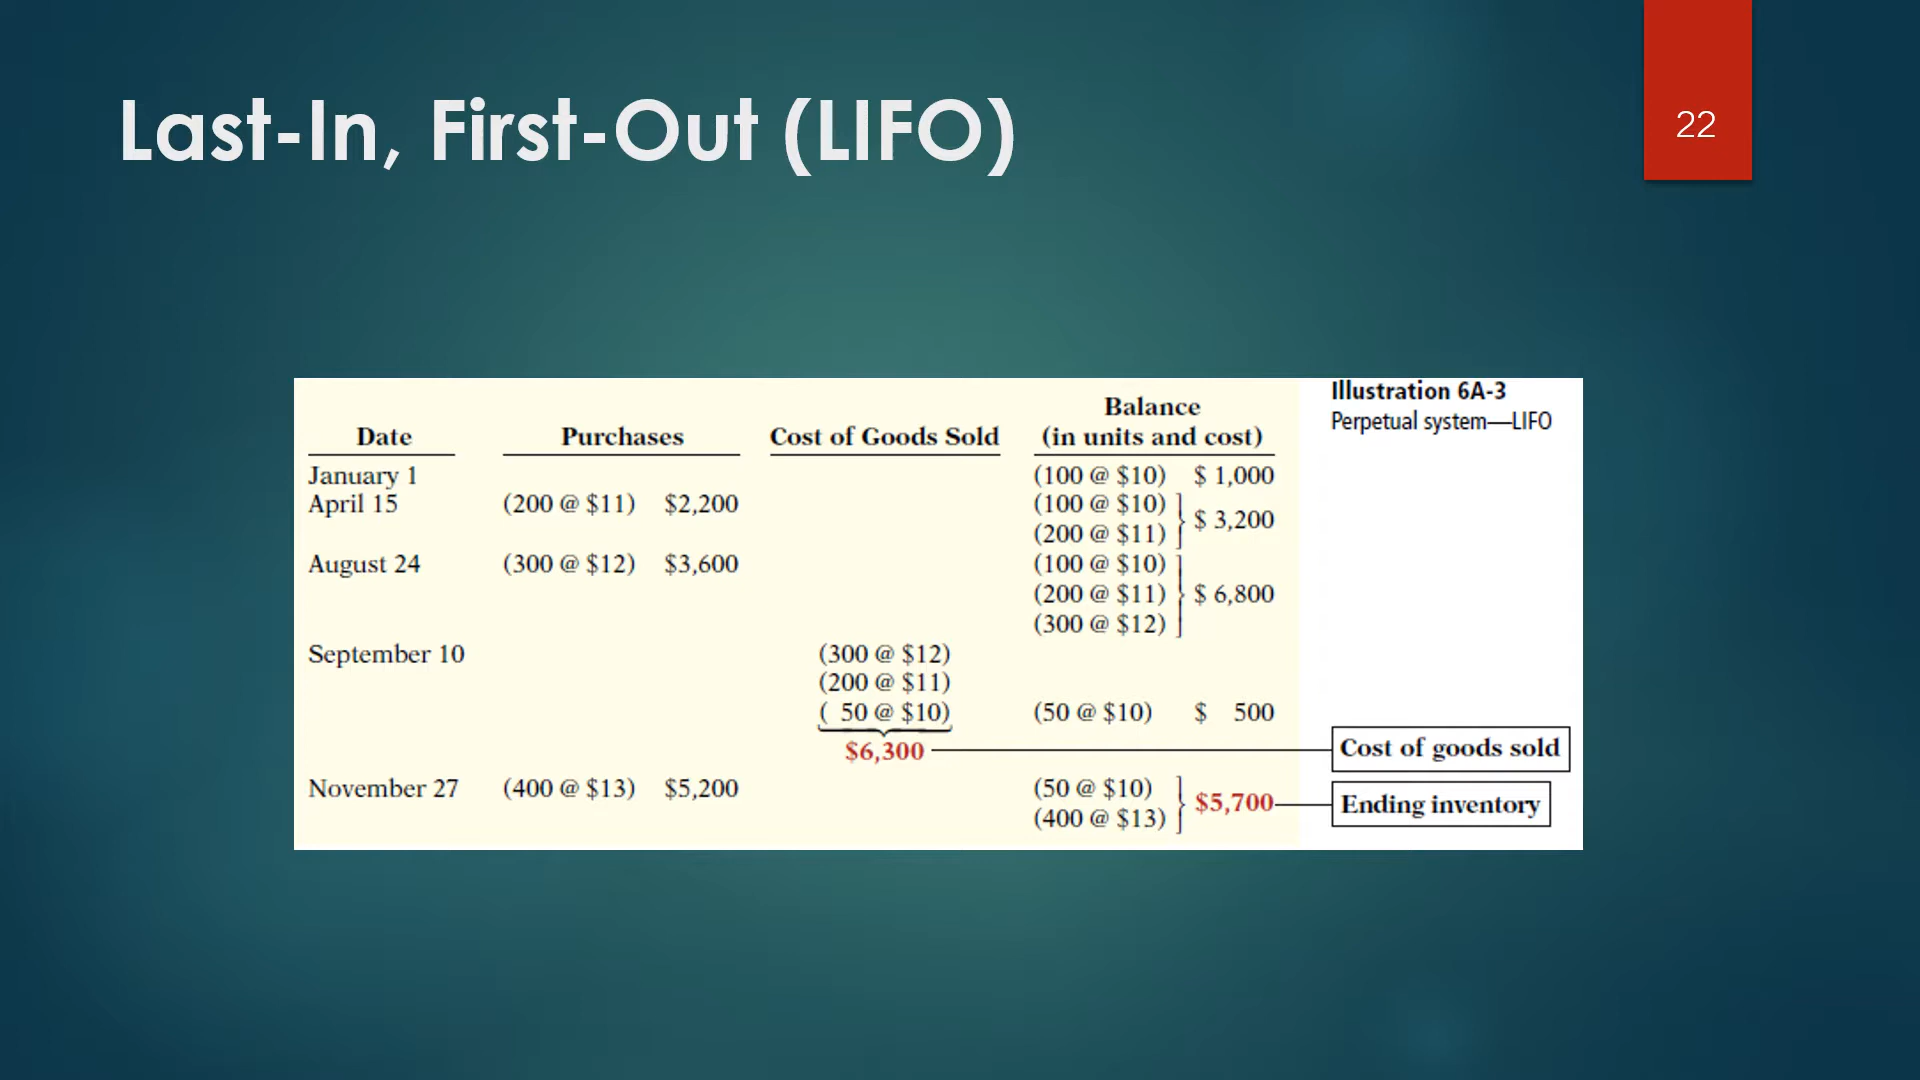 Last-In, First-Out (LIFO)
22
Illustration 6A-3
Perpetual system—LIFO
Balance
Date Purchases Cost of Goods Sold (in units and cost)
January 1 (100 @ $10) $ 1,000
April 15 (200 @ $11) $2,200 (100 @ $10)
$ 3,200
(200 @ $11)
August 24 (300 @ $12) $3,600 (100 @ $10)
(200 @ $11) $ 6,800
(300 @ $12)
September 10 (300 @ $12)
(200 @ $11)
( 50 @ $10) (50 @ $10) $ 500
$6,300 Cost of goods sold
November 27 (400 @ $13) $5,200 (50 @ $10)
$5,700 Ending inventory
(400 @ $13)